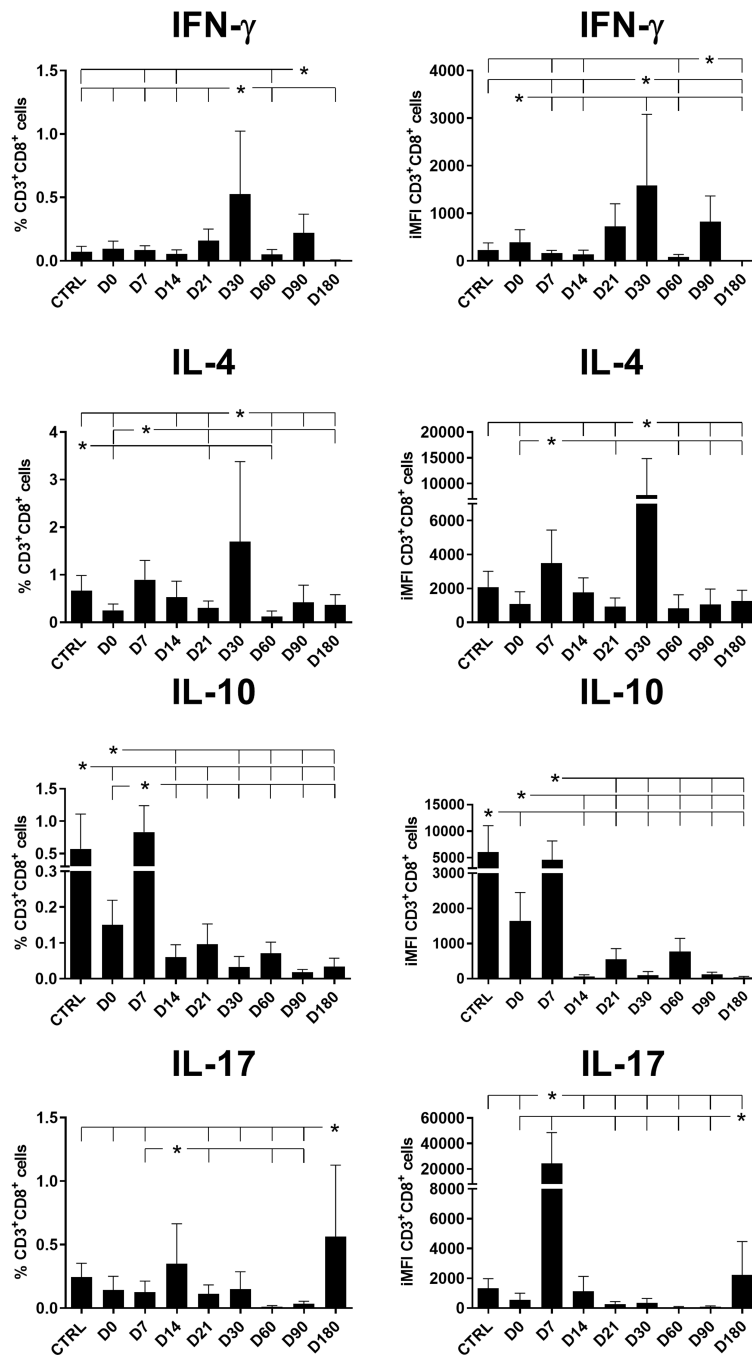 IFN-γ
% CD3+CD8+ cells
1.5
1.0
0.5
0.0
*
*
CTRL D0 D7 D14 D21 D30 D60 D90 D180
IFN-γ
iMFI CD3+CD8+ cells
4000
3000
2000
1000
0
*
*
*
CTRL D0 D7 D14 D21 D30 D60 D90 D180
IL-4
% CD3+CD8+ cells
4
3
2
1
0
*
*
*
CTRL D0 D7 D14 D21 D30 D60 D90 D180
IL-4
iMFI CD3+CD8+ cells
20000
15000
10000
6000
4000
2000
0
*
*
CTRL D0 D7 D14 D21 D30 D60 D90 D180
IL-10
% CD3+CD8+ cells
1.5
1.0
0.5
0.3
0.2
0.1
0.0
*
*
*
CTRL D0 D7 D14 D21 D30 D60 D90 D180
IL-10
iMFI CD3+CD8+ cells
15000
10000
5000
3000
2000
1000
0
*
*
*
CTRL D0 D7 D14 D21 D30 D60 D90 D180
IL-17
% CD3+CD8+ cells
1.5
1.0
0.5
0.0
*
*
CTRL D0 D7 D14 D21 D30 D60 D90 D180
IL-17
iMFI CD3+CD8+ cells
60000
40000
20000
8000
6000
4000
2000
0
*
*
CTRL D0 D7 D14 D21 D30 D60 D90 D180